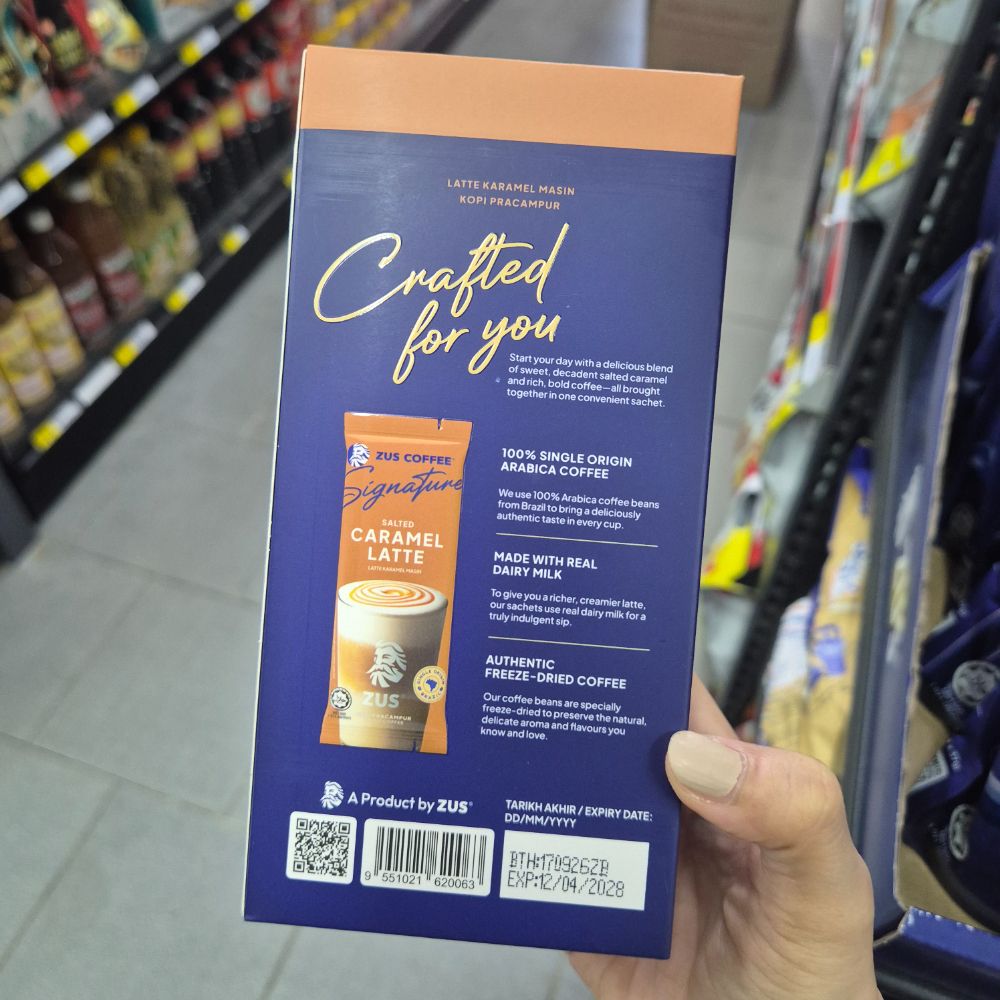 LATTE KARAMEL MASIN
KOPI PRACAMPUR
Crafted
for you
Start your day with a delicious blend
of sweet, decadent salted caramel
and rich, bold coffee—all brought
together in one convenient sachet.
ZUS COFFEE
Signature
SALTED
CARAMEL
LATTE
LATTE KARAMEL MASIN
ZUS
SINGLE ORIGIN
BRAZIL
100% SINGLE ORIGIN
ARABICA COFFEE
We use 100% Arabica coffee beans
from Brazil to bring a deliciously
authentic taste in every cup.
MADE WITH REAL
DAIRY MILK
To give you a richer, creamier latte,
our sachets use real dairy milk for a
truly indulgent sip.
AUTHENTIC
FREEZE-DRIED COFFEE
Our coffee beans are specially
freeze-dried to preserve the natural,
delicate aroma and flavours you
know and love.
A Product by ZUS®
9 551021 620063
TARIKH AKHIR / EXPIRY DATE:
DD/MM/YYYY
BTH:170926ZB
EXP:12/04/2028